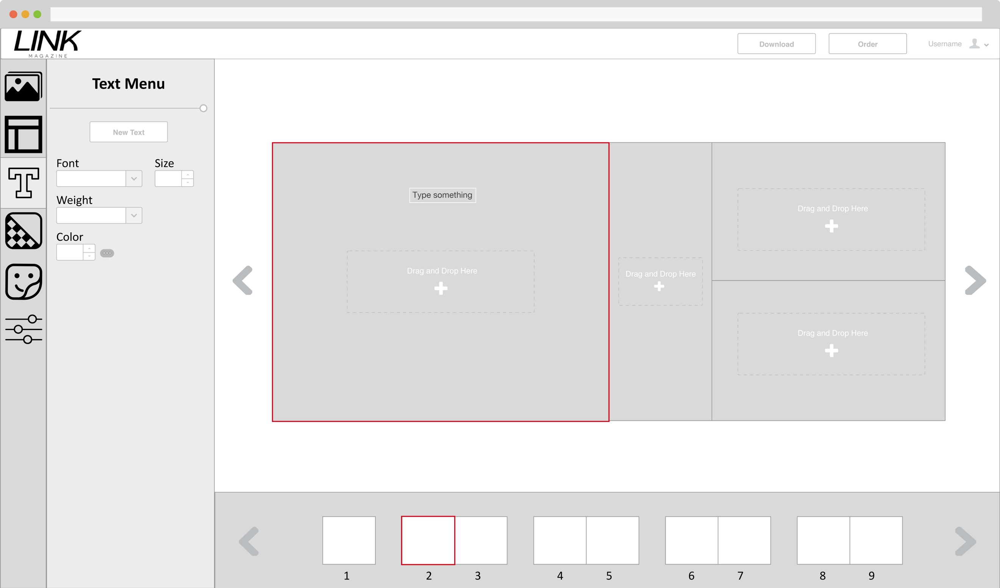 LINK
MAGAZINE
Download
Order
Username
Text Menu
New Text
Font
Size
Weight
Color
Type something
Drag and Drop Here
Drag and Drop Here
Drag and Drop Here
Drag and Drop Here
1
2
3
4
5
6
7
8
9